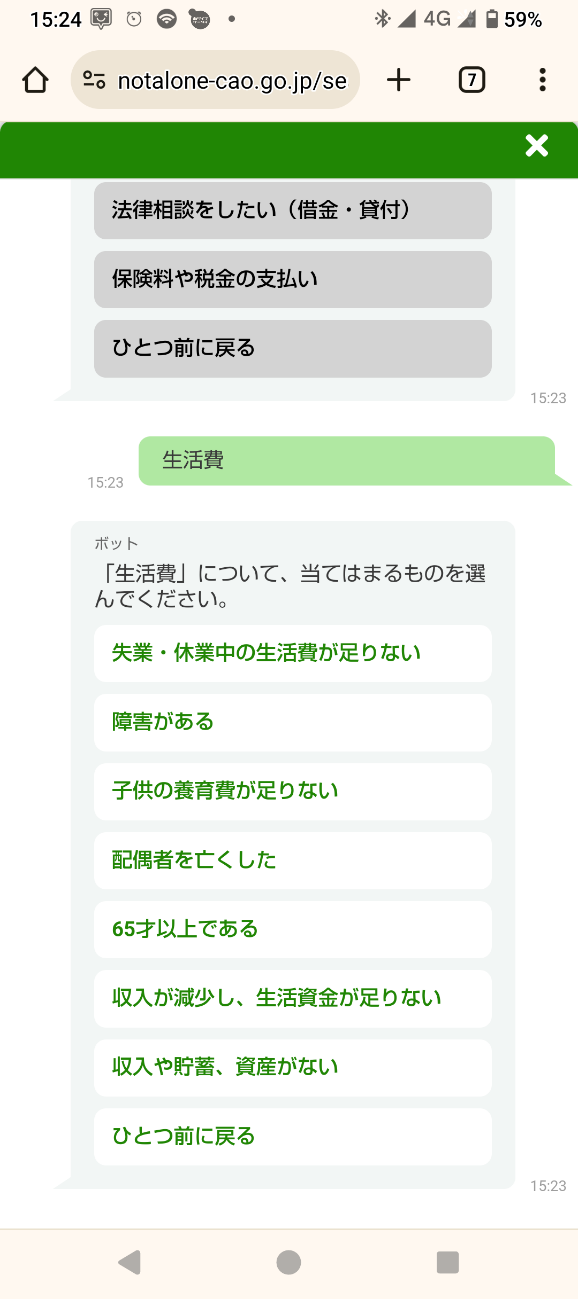 15:24
4G
59%
notalone-cao.go.jp/se
7
法律相談をしたい（借金・貸付）
保険料や税金の支払い
ひとつ前に戻る
15:23
生活費
15:23
ボット
「生活費」について、当てはまるものを選
んでください。
失業・休業中の生活費が足りない
障害がある
子供の養育費が足りない
配偶者を亡くした
65才以上である
収入が減少し、生活資金が足りない
収入や貯蓄、資産がない
ひとつ前に戻る
15:23